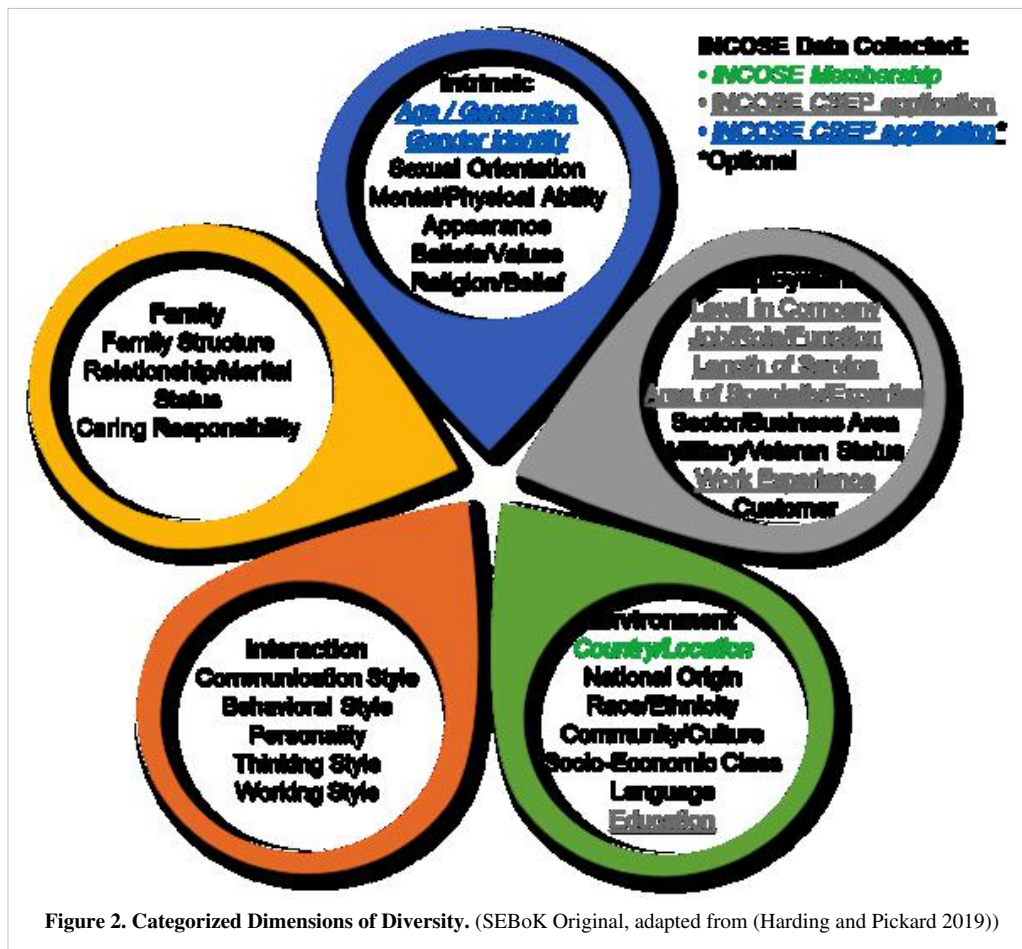 INCOSE Data Collected:
• INCOSE Membership
• INCOSE CSEP application
• INCOSE CSEP application*
*Optional
Intrinsic
Age / Generation
Gender Identity
Sexual Orientation
Mental/Physical Ability
Appearance
Beliefs/Values
Religion/Belief
Family
Family Structure
Relationship/Marital
Status
Caring Responsibility
Employment
Level in Company
Job/Role/Function
Length of Service
Area of Specialty/Expertise
Sector/Business Area
Military/Veteran Status
Work Experience
Customer
Interaction
Communication Style
Behavioral Style
Personality
Thinking Style
Working Style
Environment
Country/Location
National Origin
Race/Ethnicity
Community/Culture
Socio-Economic Class
Language
Education
Figure 2. Categorized Dimensions of Diversity. (SEBoK Original, adapted from (Harding and Pickard 2019))